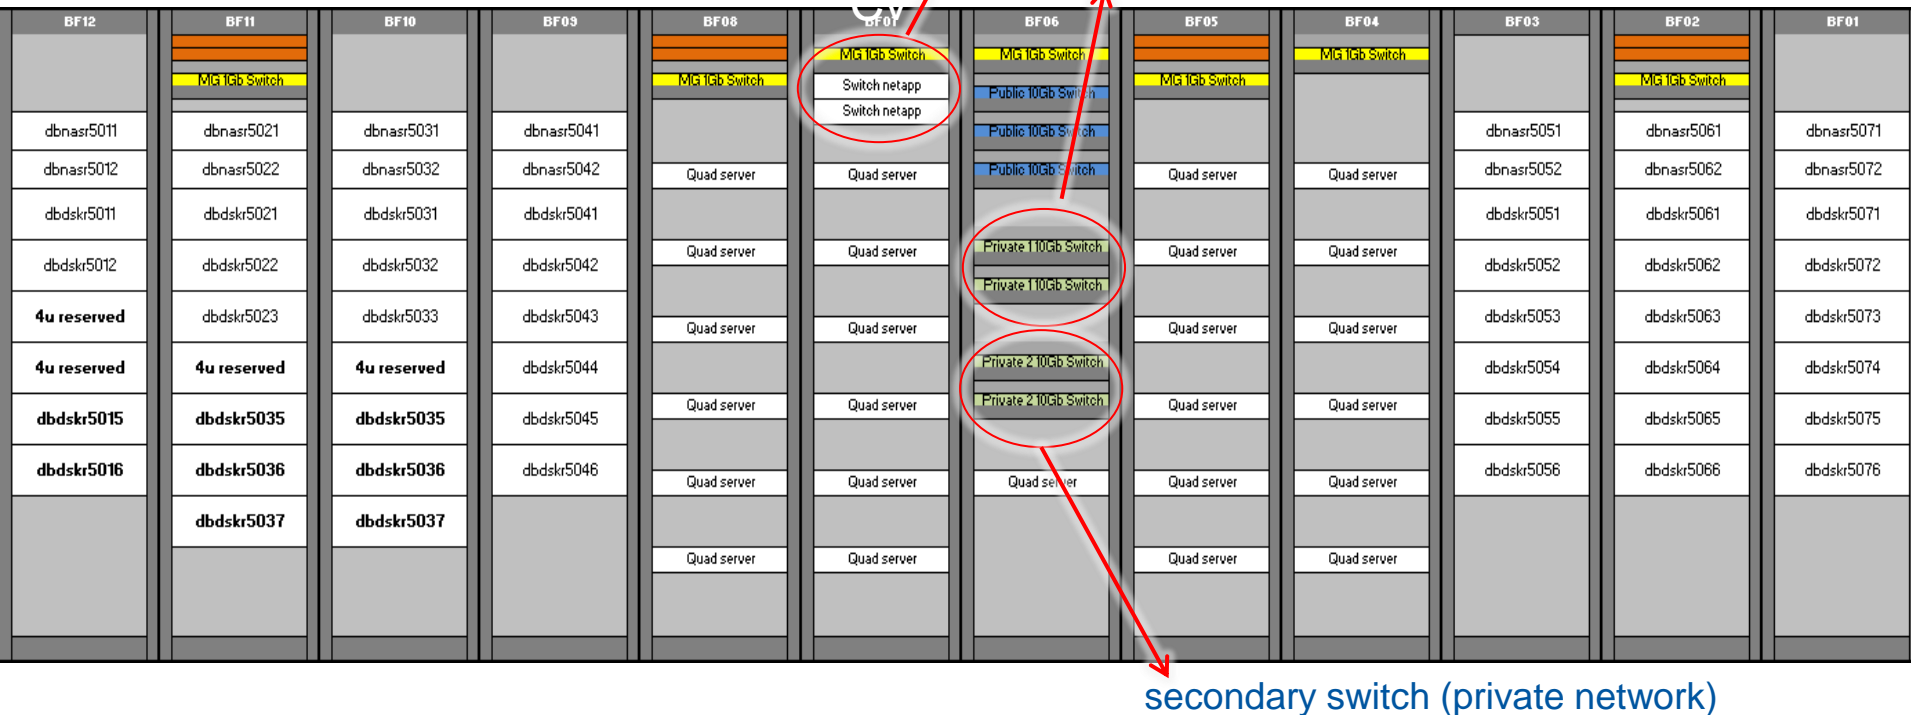 BF12 BF11 BF10 BF09 BF08 BF07 BF06 BF05 BF04 BF03 BF02 BF01
MG 1Gb Switch MG 1Gb Switch MG 1Gb Switch
MG 1Gb Switch MG 1Gb Switch Switch netapp MG 1Gb Switch MG 1Gb Switch
Public 10Gb Switch
Switch netapp
dbnasr5011 dbnasr5021 dbnasr5031 dbnasr5041 Public 10Gb Switch dbnasr5051 dbnasr5061 dbnasr5071
dbnasr5012 dbnasr5022 dbnasr5032 dbnasr5042 Quad server Quad server Public 10Gb Switch Quad server Quad server dbnasr5052 dbnasr5062 dbnasr5072
dbdskr5011 dbdskr5021 dbdskr5031 dbdskr5041 dbdskr5051 dbdskr5061 dbdskr5071
Quad server Quad server Private 1 10Gb Switch Quad server Quad server
dbdskr5012 dbdskr5022 dbdskr5032 dbdskr5042 dbdskr5052 dbdskr5062 dbdskr5072
Private 1 10Gb Switch
4u reserved dbdskr5023 dbdskr5033 dbdskr5043 dbdskr5053 dbdskr5063 dbdskr5073
Quad server Quad server Quad server Quad server
4u reserved 4u reserved 4u reserved dbdskr5044 Private 2 10Gb Switch dbdskr5054 dbdskr5064 dbdskr5074
Quad server Quad server Private 2 10Gb Switch Quad server Quad server
dbdskr5015 dbdskr5035 dbdskr5035 dbdskr5045 dbdskr5055 dbdskr5065 dbdskr5075
dbdskr5016 dbdskr5036 dbdskr5036 dbdskr5046 dbdskr5056 dbdskr5066 dbdskr5076
Quad server Quad server Quad server Quad server Quad server
dbdskr5037 dbdskr5037
Quad server Quad server Quad server Quad server
secondary switch (private network)